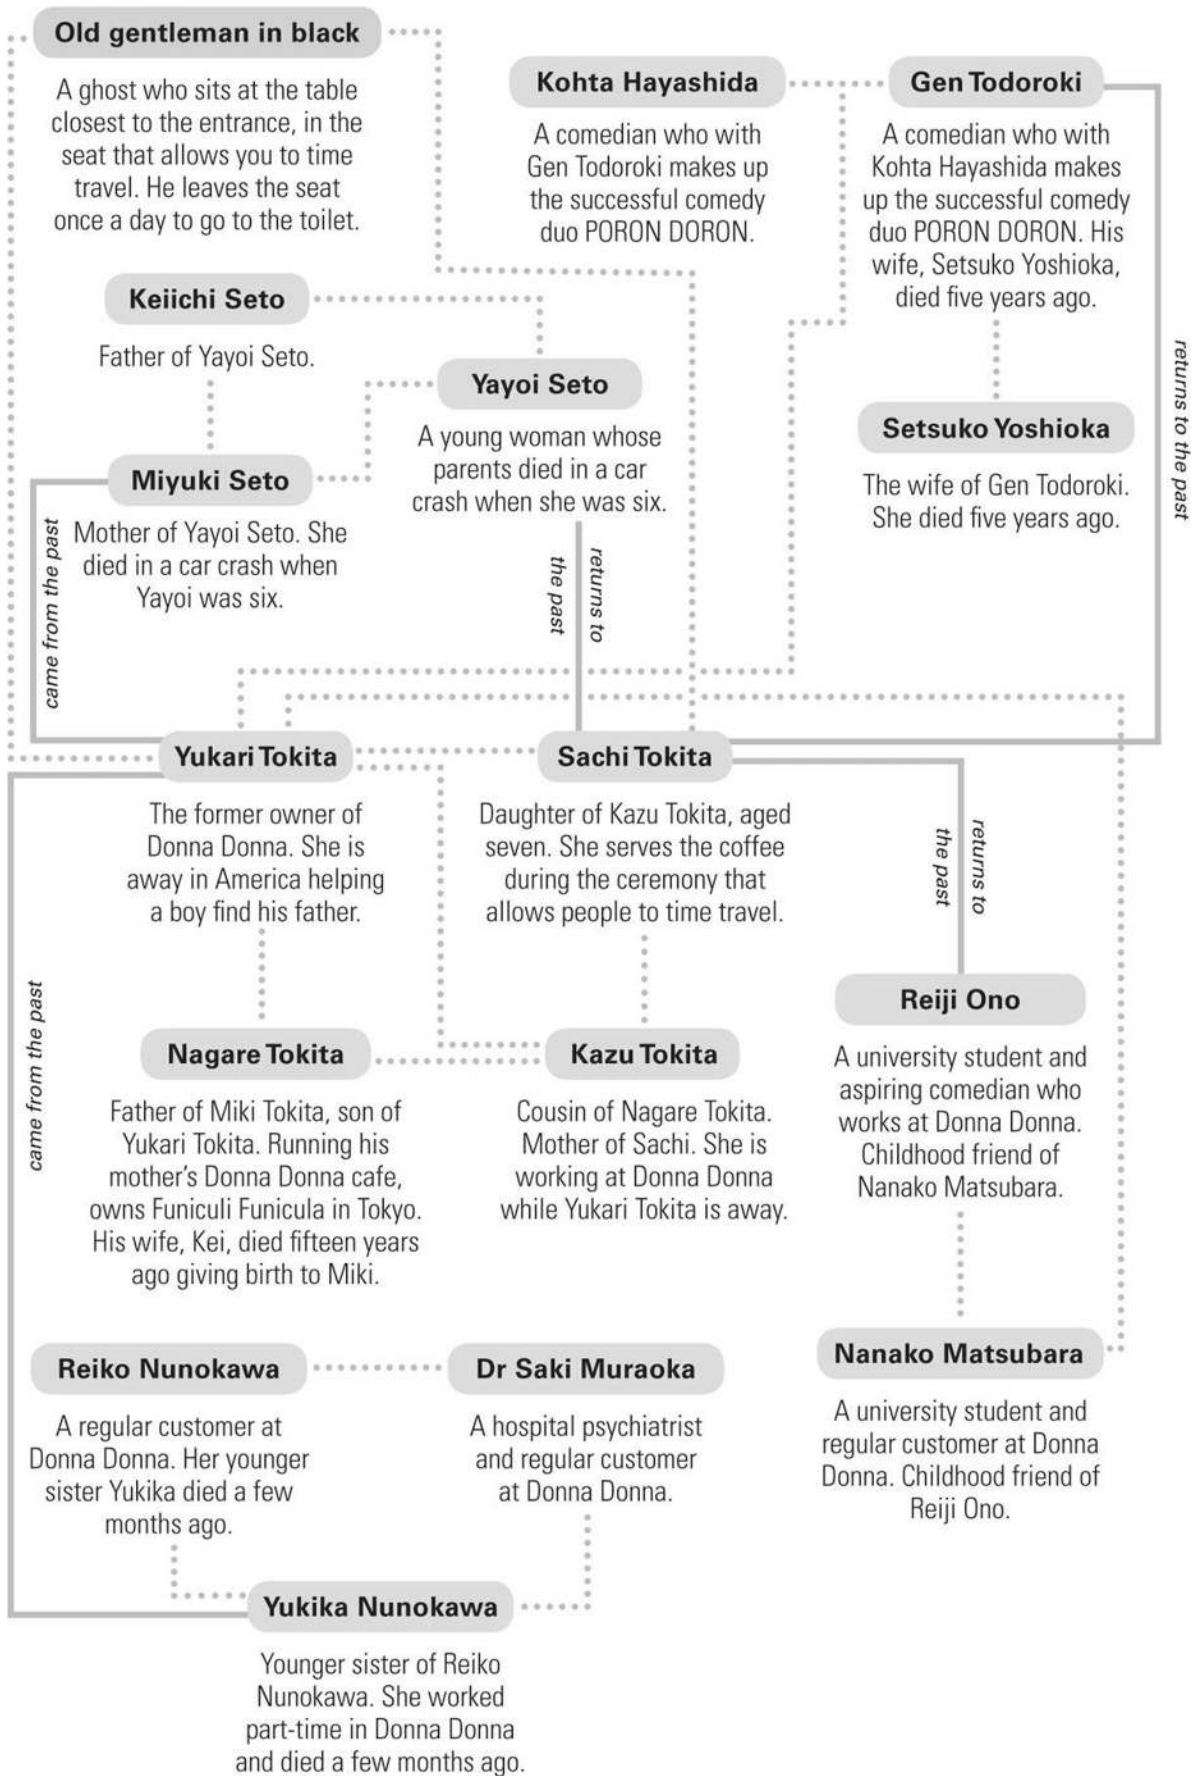 Old gentleman in black
A ghost who sits at the table
closest to the entrance, in the
seat that allows you to time
travel. He leaves the seat
once a day to go to the toilet.
Kohta Hayashida
A comedian who with
Gen Todoroki makes up
the successful comedy
duo PORON DORON.
Gen Todoroki
A comedian who with
Kohta Hayashida makes
up the successful comedy
duo PORON DORON. His
wife, Setsuko Yoshioka,
died five years ago.
returns to the past
Keiichi Seto
Father of Yayoi Seto.
Yayoi Seto
A young woman whose
parents died in a car
crash when she was six.
returns to
the past
Setsuko Yoshioka
The wife of Gen Todoroki.
She died five years ago.
Miyuki Seto
Mother of Yayoi Seto. She
died in a car crash when
Yayoi was six.
came from the past
Yukari Tokita
The former owner of
Donna Donna. She is
away in America helping
a boy find his father.
Sachi Tokita
Daughter of Kazu Tokita, aged
seven. She serves the coffee
during the ceremony that
allows people to time travel.
returns to
the past
came from the past
Nagare Tokita
Father of Miki Tokita, son of
Yukari Tokita. Running his
mother's Donna Donna cafe,
owns Funiculi Funicula in Tokyo.
His wife, Kei, died fifteen years
ago giving birth to Miki.
Kazu Tokita
Cousin of Nagare Tokita.
Mother of Sachi. She is
working at Donna Donna
while Yukari Tokita is away.
Reiji Ono
A university student and
aspiring comedian who
works at Donna Donna.
Childhood friend of
Nanako Matsubara.
Reiko Nunokawa
A regular customer at
Donna Donna. Her younger
sister Yukika died a few
months ago.
Dr Saki Muraoka
A hospital psychiatrist
and regular customer
at Donna Donna.
Nanako Matsubara
A university student and
regular customer at Donna
Donna. Childhood friend of
Reiji Ono.
Yukika Nunokawa
Younger sister of Reiko
Nunokawa. She worked
part-time in Donna Donna
and died a few months ago.